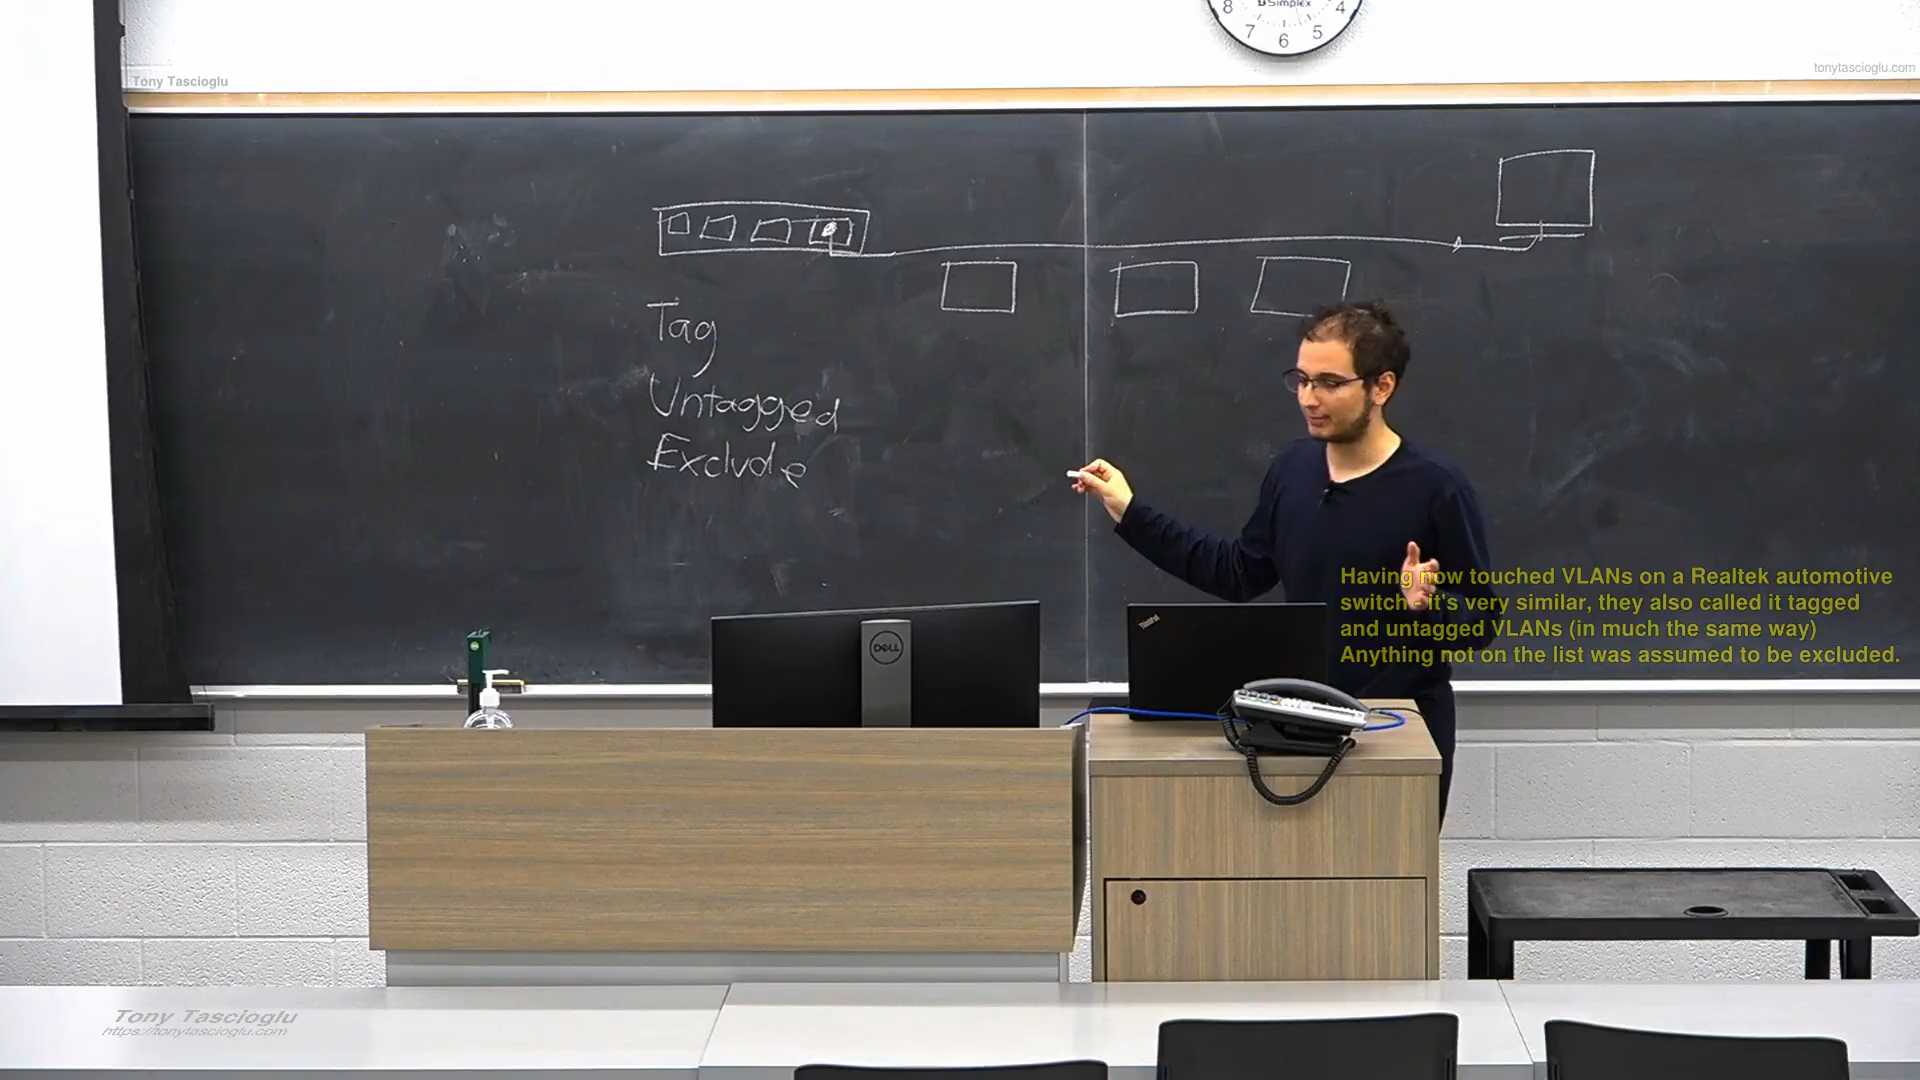 8 Simplex 4
7 6 5
Tony Tascioglu
tonytascioglu.com
Tag
Untagged
Exclude
Having now touched VLANs on a Realtek automotive
switch - it's very similar, they also called it tagged
and untagged VLANs (in much the same way)
Anything not on the list was assumed to be excluded.
ThinkPad
DELL
Tony Tascioglu
https://tonytascioglu.com